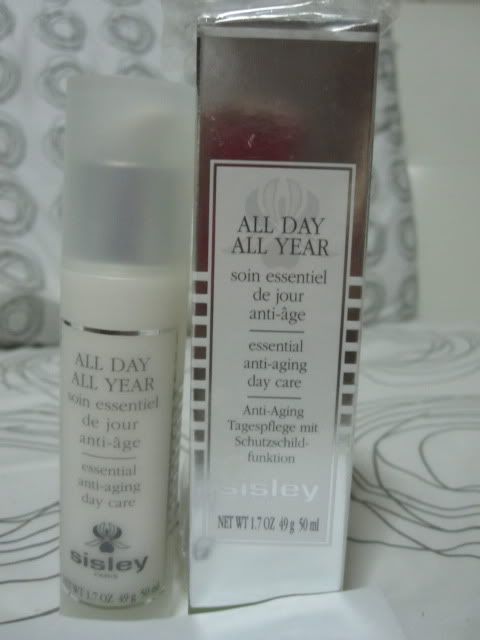 ALL DAY
ALL YEAR
soin essentiel
de jour
anti-âge
essential
anti-aging
day care
sisley
PARIS
NET WT 1.7 OZ 49 g 50 ml
ALL DAY
ALL YEAR
soin essentiel
de jour
anti-âge
essential
anti-aging
day care
Anti-Aging
Tagespflege mit
Schutzschild-
funktion
sisley
NET WT 1.7 OZ 49 g 50 ml